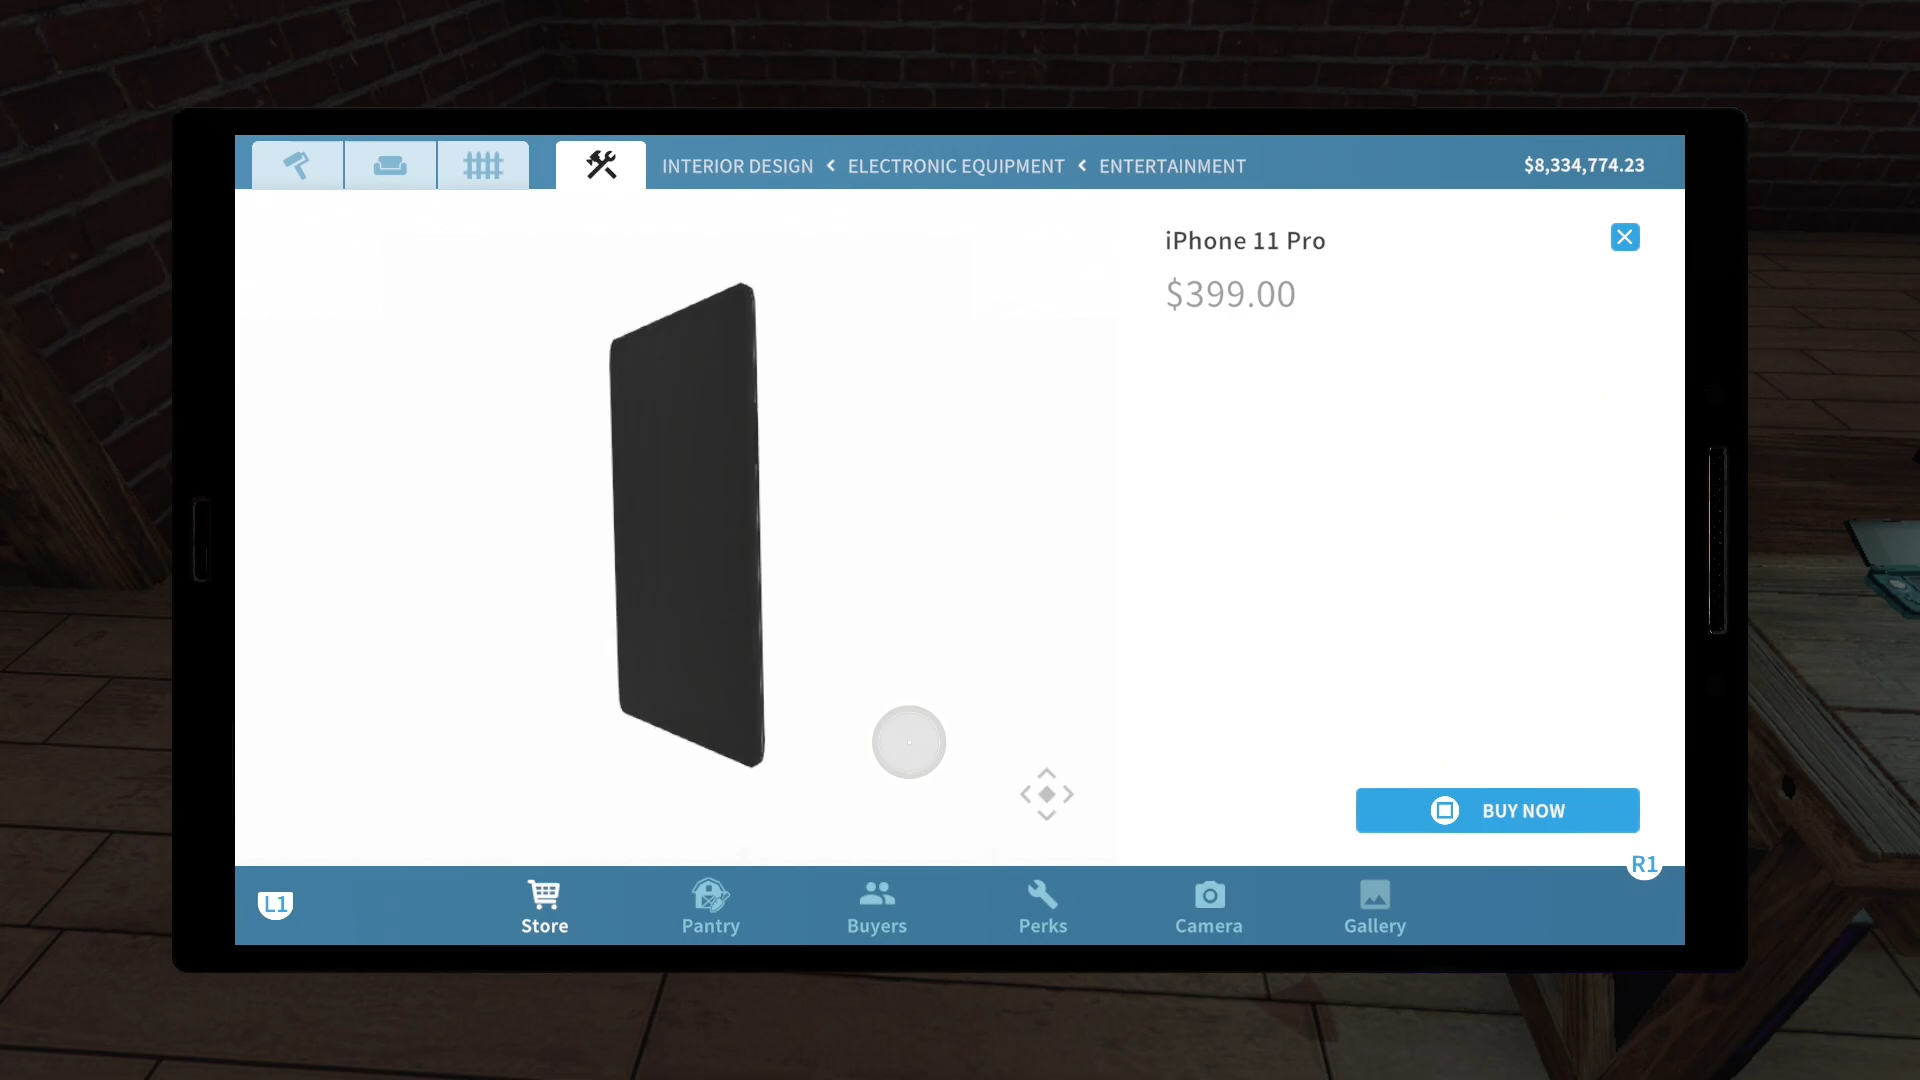 INTERIOR DESIGN < ELECTRONIC EQUIPMENT < ENTERTAINMENT
$8,334,774.23
iPhone 11 Pro
$399.00
BUY NOW
R1
L1
Store
Pantry
Buyers
Perks
Camera
Gallery